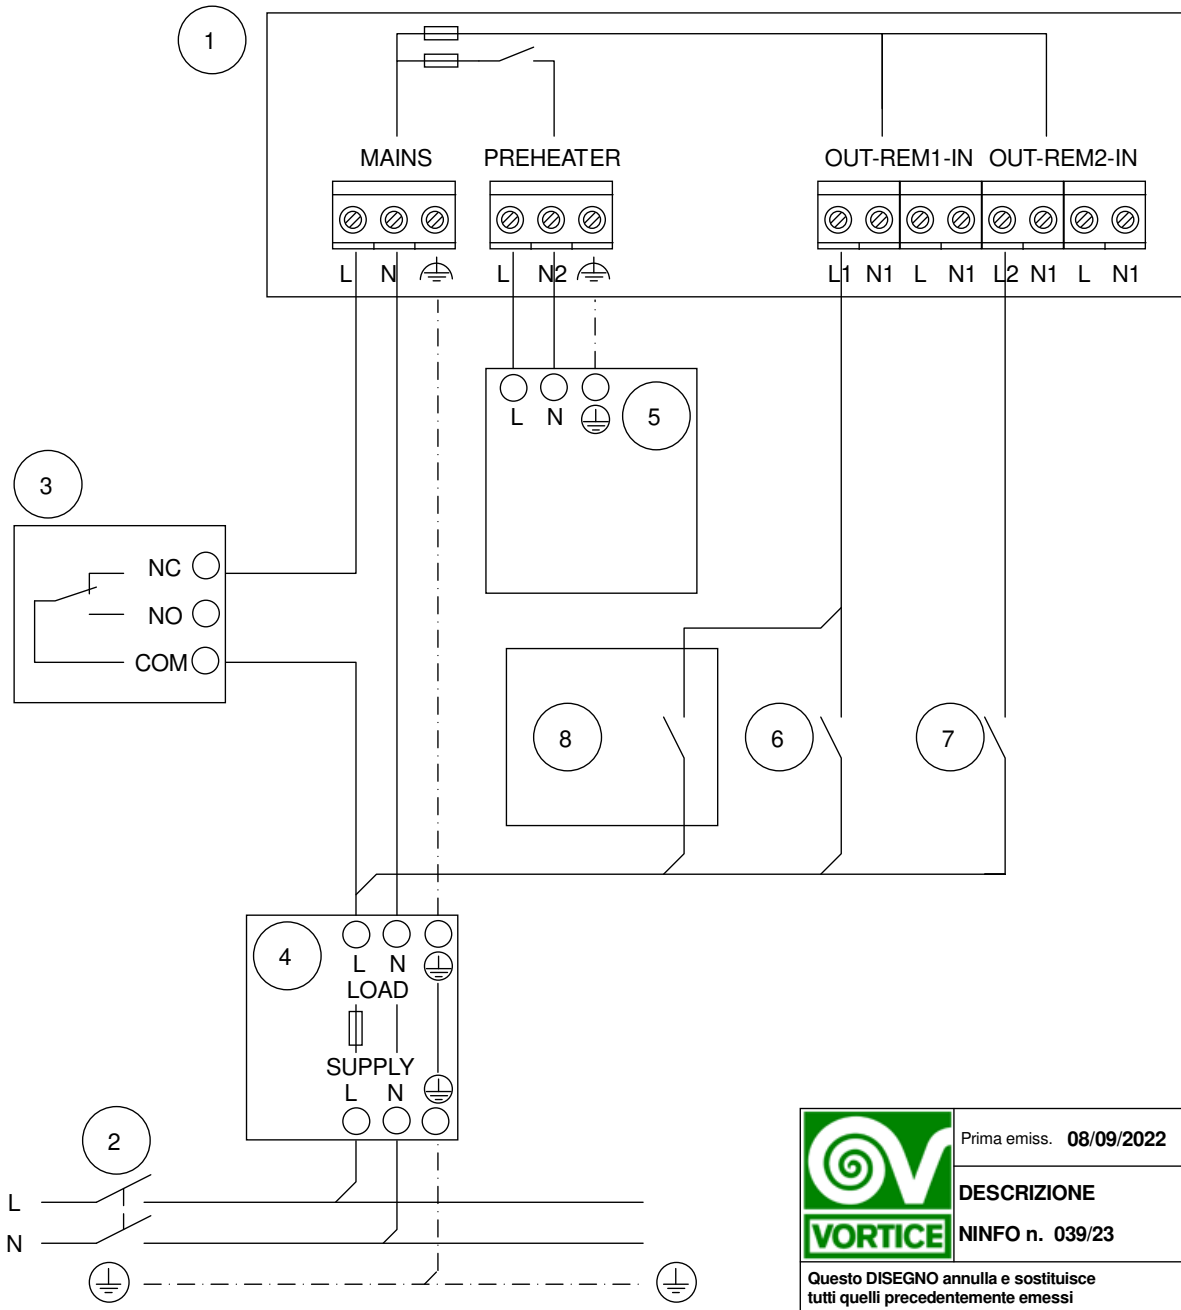 1
MAINS PREHEATER OUT-REM1-IN OUT-REM2-IN
L N L N2 L1 N1 L N1 L2 N1 L N1
L N 5
3
NC
NO
COM
8 6 7
4
L N
LOAD
SUPPLY
L N
2
L
N
VORTICE
Prima emiss. 08/09/2022
DESCRIZIONE
NINFO n. 039/23
Questo DISEGNO annulla e sostituisce
tutti quelli precedentemente emessi